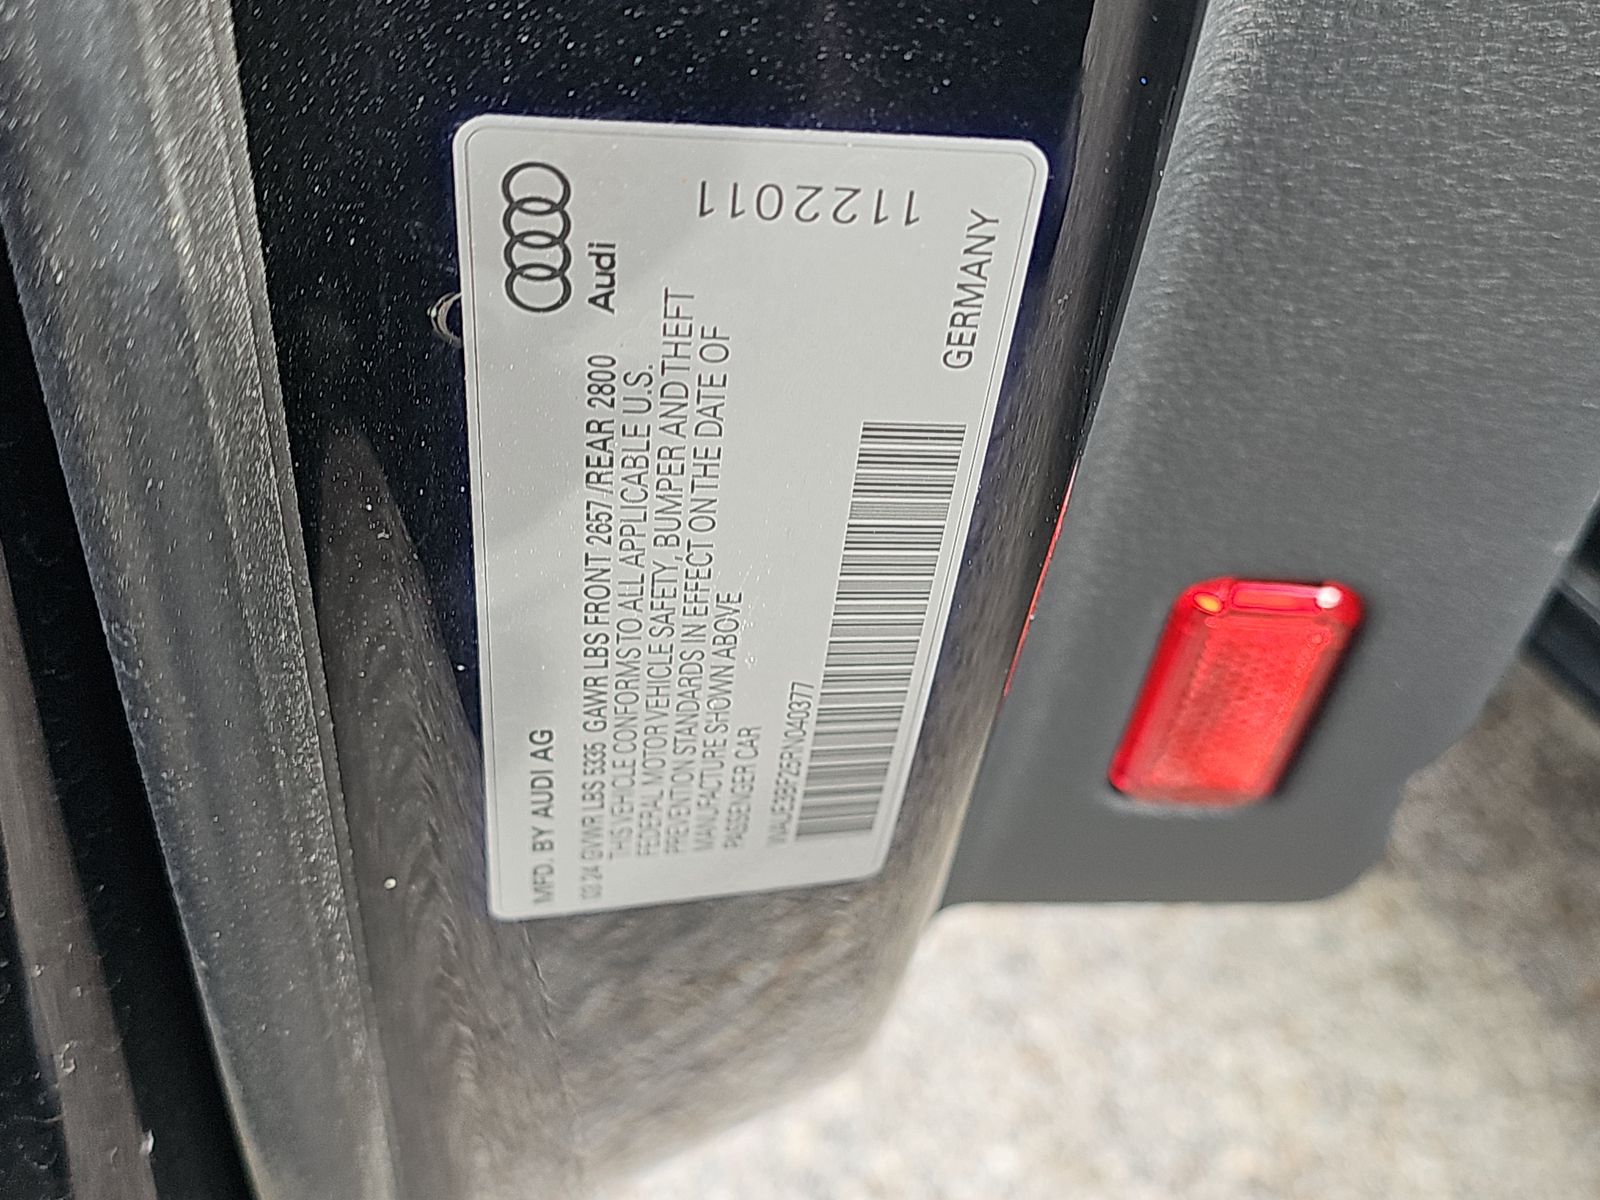 Audi
MFD. BY AUDI AG
03 24 GVWR LBS 5335 GAWR LBS FRONT 2657/REAR 2800
THIS VEHICLE CONFORMS TO ALL APPLICABLE U.S.
FEDERAL MOTOR VEHICLE SAFETY, BUMPER AND THEFT
PREVENTION STANDARDS IN EFFECT ON THE DATE OF
MANUFACTURE SHOWN ABOVE
PASSENGER CAR
GERMANY
1122011